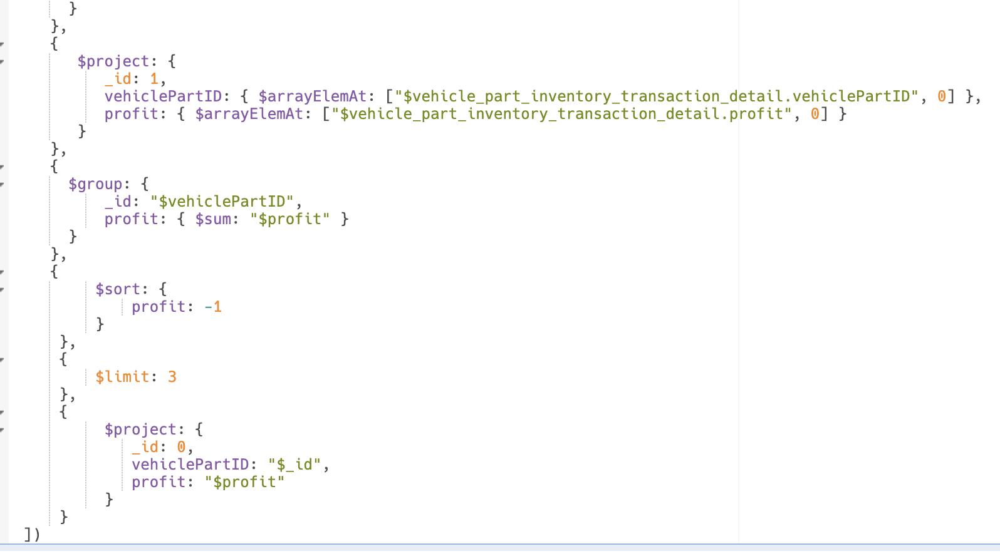 }
},
{
$project: {
_id: 1,
vehiclePartID: { $arrayElemAt: ["$vehicle_part_inventory_transaction_detail.vehiclePartID", 0] },
profit: { $arrayElemAt: ["$vehicle_part_inventory_transaction_detail.profit", 0] }
}
},
{
$group: {
_id: "$vehiclePartID",
profit: { $sum: "$profit" }
}
},
{
$sort: {
profit: -1
}
},
{
$limit: 3
},
{
$project: {
_id: 0,
vehiclePartID: "$_id",
profit: "$profit"
}
}
])